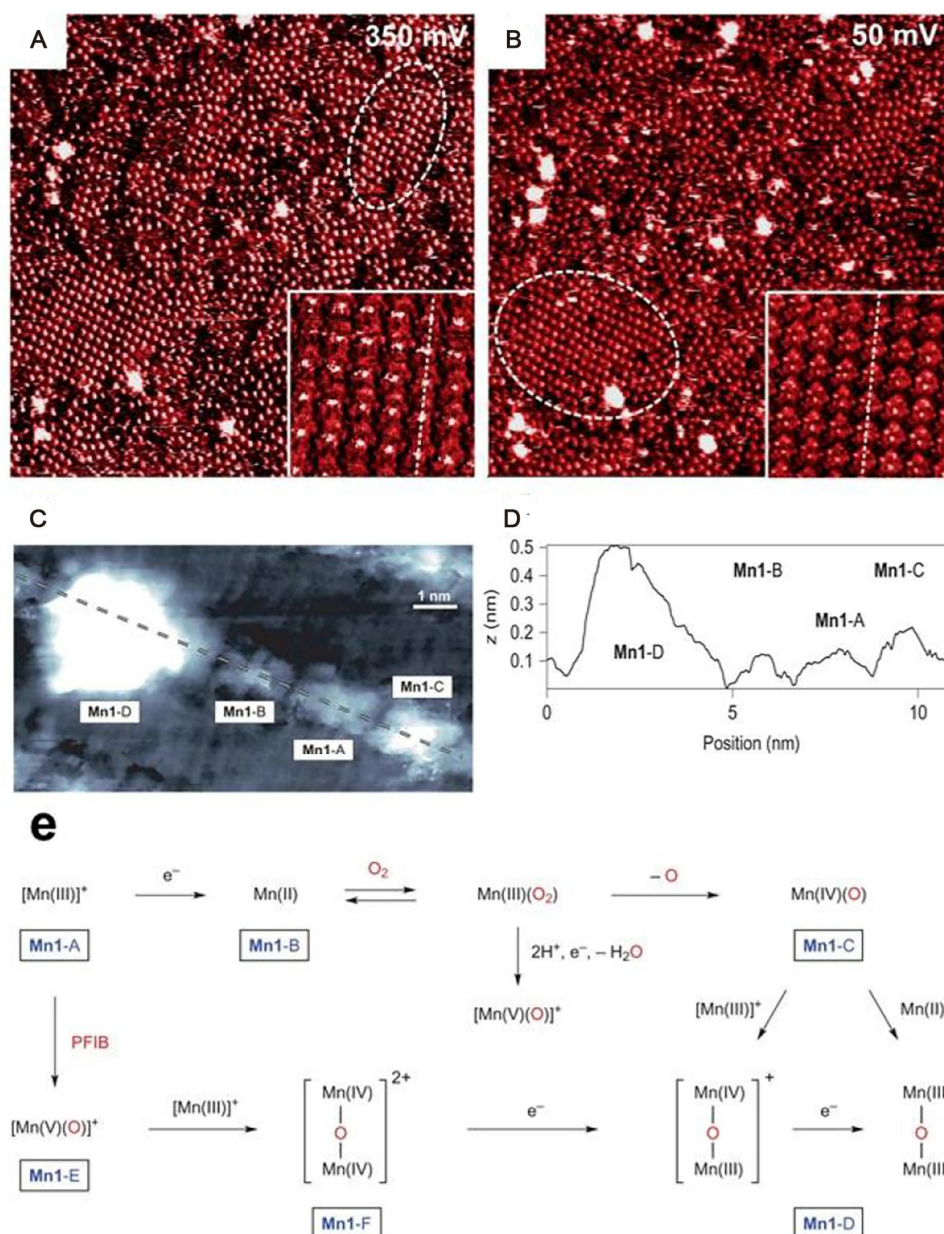 A
350 mV
B
50 mV
C
1 nm
Mn1-D
Mn1-B
Mn1-A
Mn1-C
D
z (nm)
0.5
0.4
0.3
0.2
0.1
Mn1-B
Mn1-C
Mn1-A
Mn1-D
0
5
10
Position (nm)
e
[Mn(III)]⁺
e⁻
Mn(II)
O₂
Mn(III)(O₂)
– O
Mn(IV)(O)
Mn1-A
Mn1-B
Mn1-C
2H⁺, e⁻, – H₂O
PFIB
[Mn(V)(O)]⁺
[Mn(III)]⁺
Mn(II)
[Mn(V)(O)]⁺
[Mn(III)]⁺
Mn(IV)
O
Mn(IV)
2+
e⁻
Mn(IV)
O
Mn(III)
+
e⁻
Mn(III
O
Mn(III
Mn1-E
Mn1-F
Mn1-D